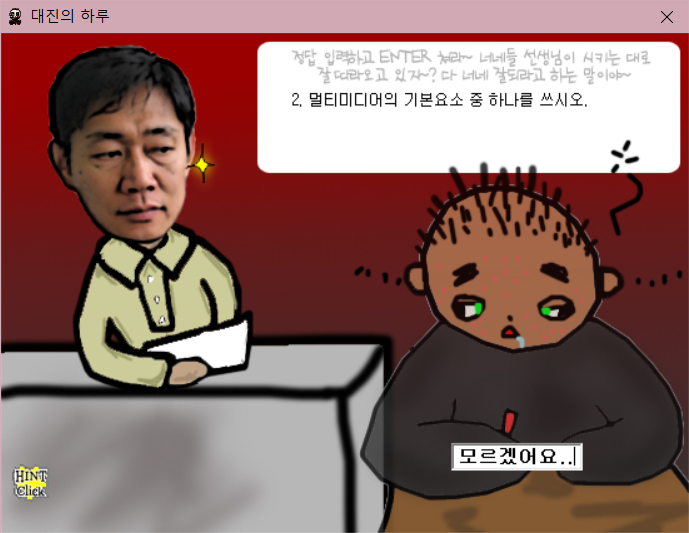 대진의 하루
정답 입력하고 ENTER 쳐라~ 너네들 선생님이 시키는 대로
잘 따라오고 있지~? 다 너네 잘되라고 하는 말이야~
2. 멀티미디어의 기본요소 중 하나를 쓰시오.
모르겠어요..
HINT
Click